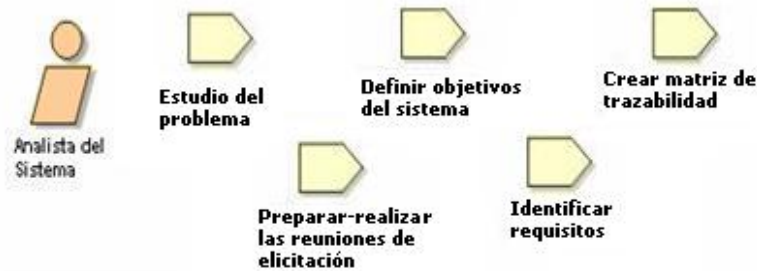 Analista del
Sistema
Estudio del
problema
Definir objetivos
del sistema
Crear matriz de
trazabilidad
Preparar-realizar
las reuniones de
elicitación
Identificar
requisitos